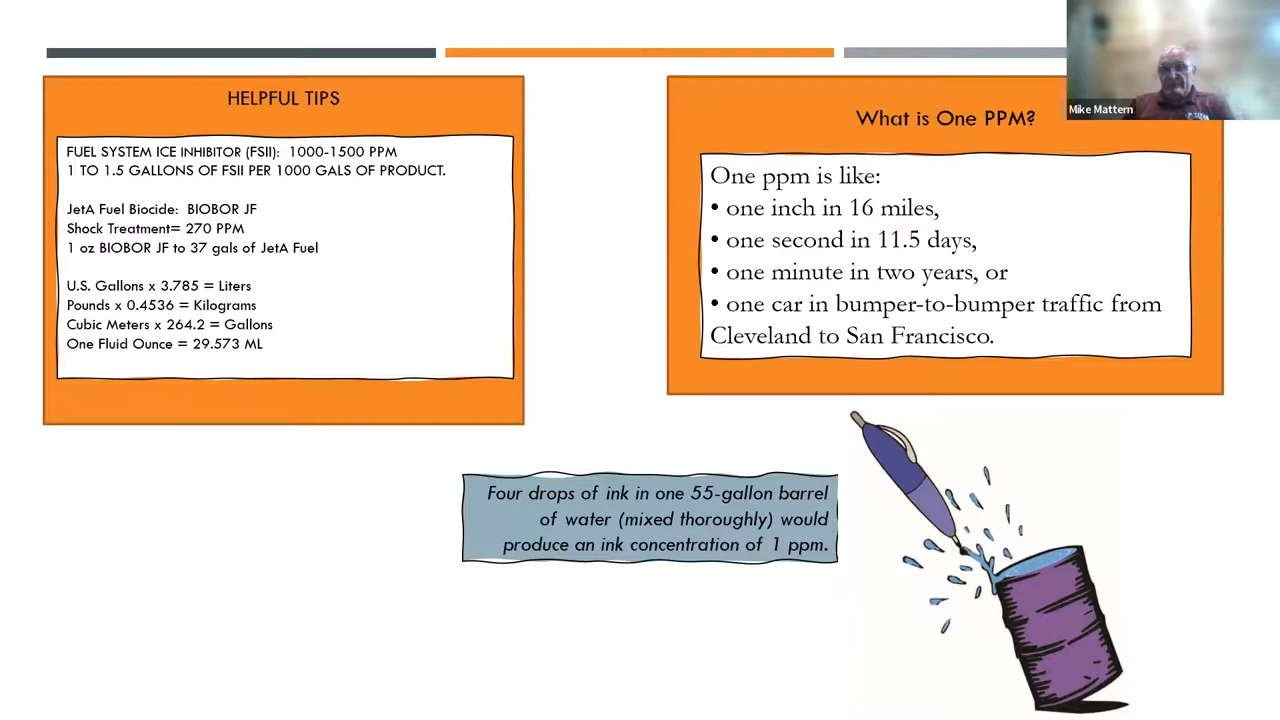 HELPFUL TIPS
FUEL SYSTEM ICE INHIBITOR (FSII):  1000-1500 PPM
1 TO 1.5 GALLONS OF FSII PER 1000 GALS OF PRODUCT.
JetA Fuel Biocide:  BIOBOR JF
Shock Treatment= 270 PPM
1 oz BIOBOR JF to 37 gals of JetA Fuel
U.S. Gallons x 3.785 = Liters
Pounds x 0.4536 = Kilograms
Cubic Meters x 264.2 = Gallons
One Fluid Ounce = 29.573 ML
What is One PPM?
One ppm is like:
• one inch in 16 miles,
• one second in 11.5 days,
• one minute in two years, or
• one car in bumper-to-bumper traffic from
Cleveland to San Francisco.
Mike Mattern
TITAN
Four drops of ink in one 55-gallon barrel
of water (mixed thoroughly) would
produce an ink concentration of 1 ppm.